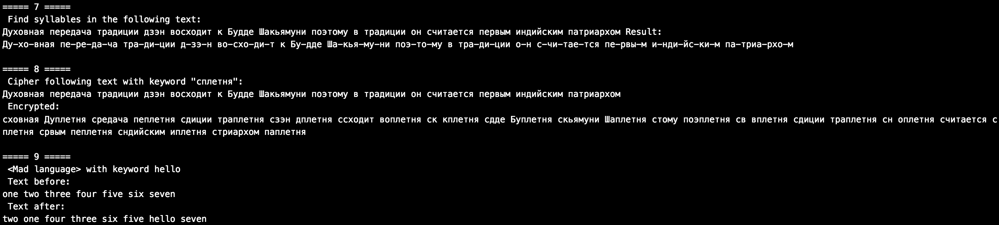 ===== 7 =====
Find syllables in the following text:
Духовная передача традиции дзэн восходит к Будде Шакьямуни поэтому в традиции он считается первым индийским патриархом Result:
Ду-хо-вная пе-ре-да-ча тра-ди-ции д-зэ-н во-схо-ди-т к Бу-дде Ша-кья-му-ни поэ-то-му в тра-ди-ции о-н с-чи-тае-тся пе-рвы-м и-нди-йс-ки-м па-триа-рхо-м
===== 8 =====
Cipher following text with keyword "сплетня":
Духовная передача традиции дзэн восходит к Будде Шакьямуни поэтому в традиции он считается первым индийским патриархом
Encrypted:
сховная Дуплетня средача пеплетня сдиции траплетня сзэн дплетня ссходит воплетня ск кплетня сдде Буплетня скьямуни Шаплетня стому поэплетня св вплетня сдиции траплетня сн оплетня считается с
плетня срвым пеплетня сндийским иплетня стриархом паплетня
===== 9 =====
<Mad language> with keyword hello
Text before:
one two three four five six seven
Text after:
two one four three six five hello seven